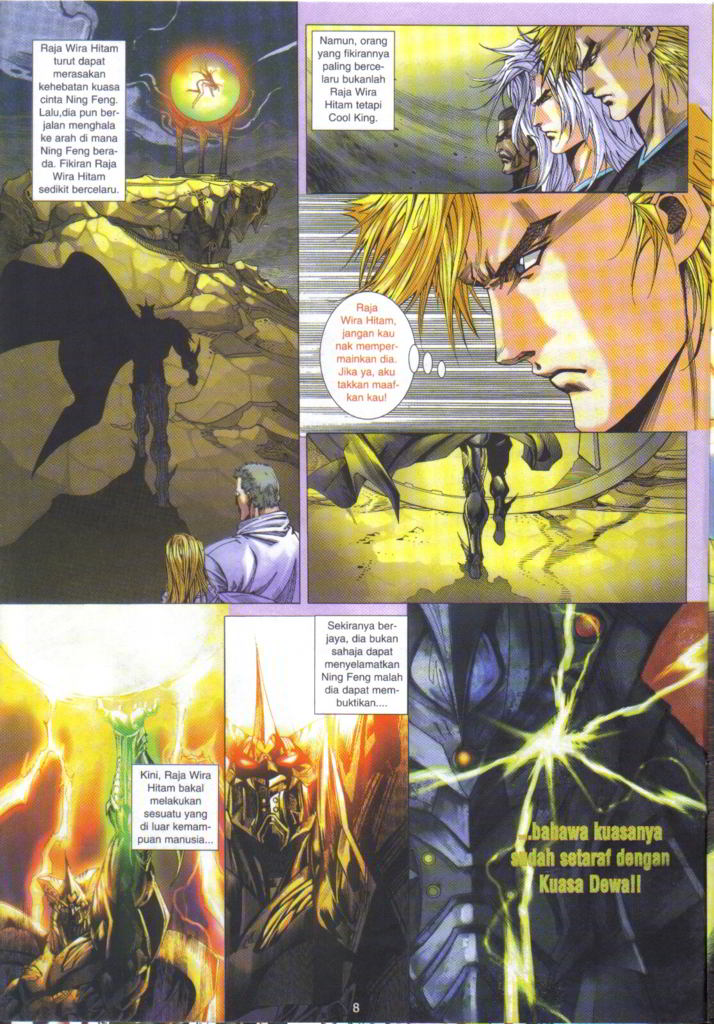 Raja Wira Hitam
turut dapat
merasakan
kehebatan kuasa
cinta Ning Feng.
Lalu,dia pun ber-
jalan menghala
ke arah di mana
Ning Feng bera-
da. Fikiran Raja
Wira Hitam
sedikit bercelaru.
Namun, orang
yang fikirannya
paling berce-
laru bukanlah
Raja Wira
Hitam tetapi
Cool King.
Raja
Wira Hitam,
jangan kau
nak memper-
mainkan dia.
Jika ya, aku
takkan maaf-
kan kau!
Kini, Raja Wira
Hitam bakal
melakukan
sesuatu yang
di luar kemam-
puan manusia...
Sekiranya ber-
jaya, dia bukan
sahaja dapat
menyelamatkan
Ning Feng malah
dia dapat mem-
buktikan....
...bahawa kuasanya
sudah setaraf dengan
Kuasa Dewa!!
8